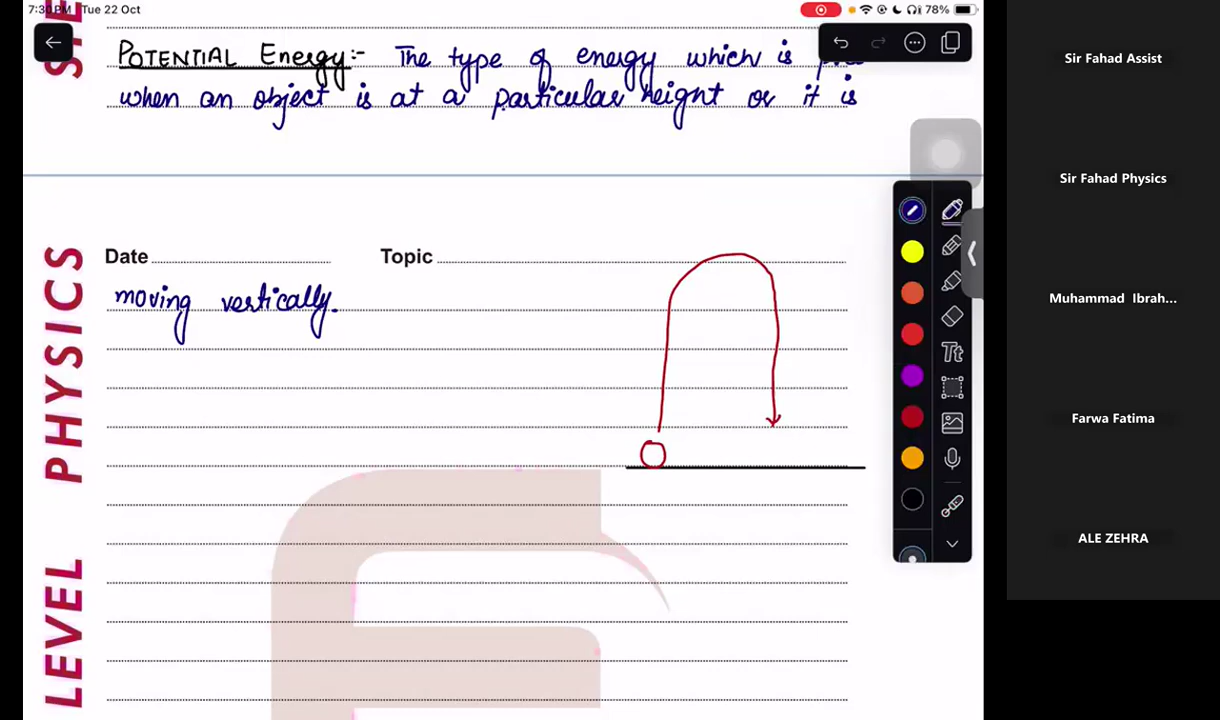 7:30 PM Tue 22 Oct
78%
POTENTIAL Energy:- The type of energy which is
when an object is at a particular height or it is
Date
Topic
moving vertically.
Tt
LEVEL PHYSICS
Sir Fahad Assist
Sir Fahad Physics
Muhammad Ibrah...
Farwa Fatima
ALE ZEHRA